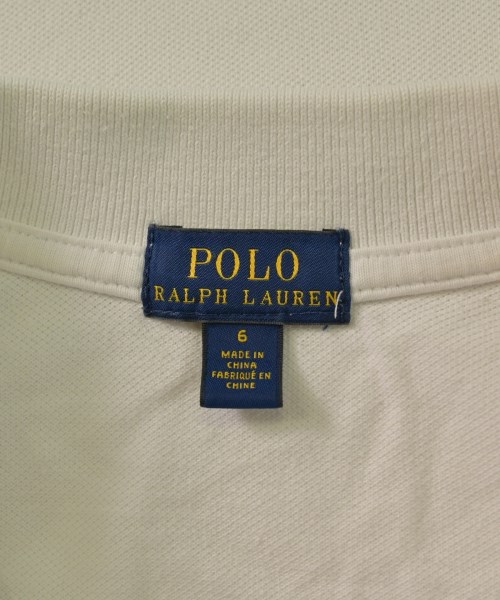 POLO
RALPH LAUREN
6
MADE IN
CHINA
FABRIQUÉ EN
CHINE